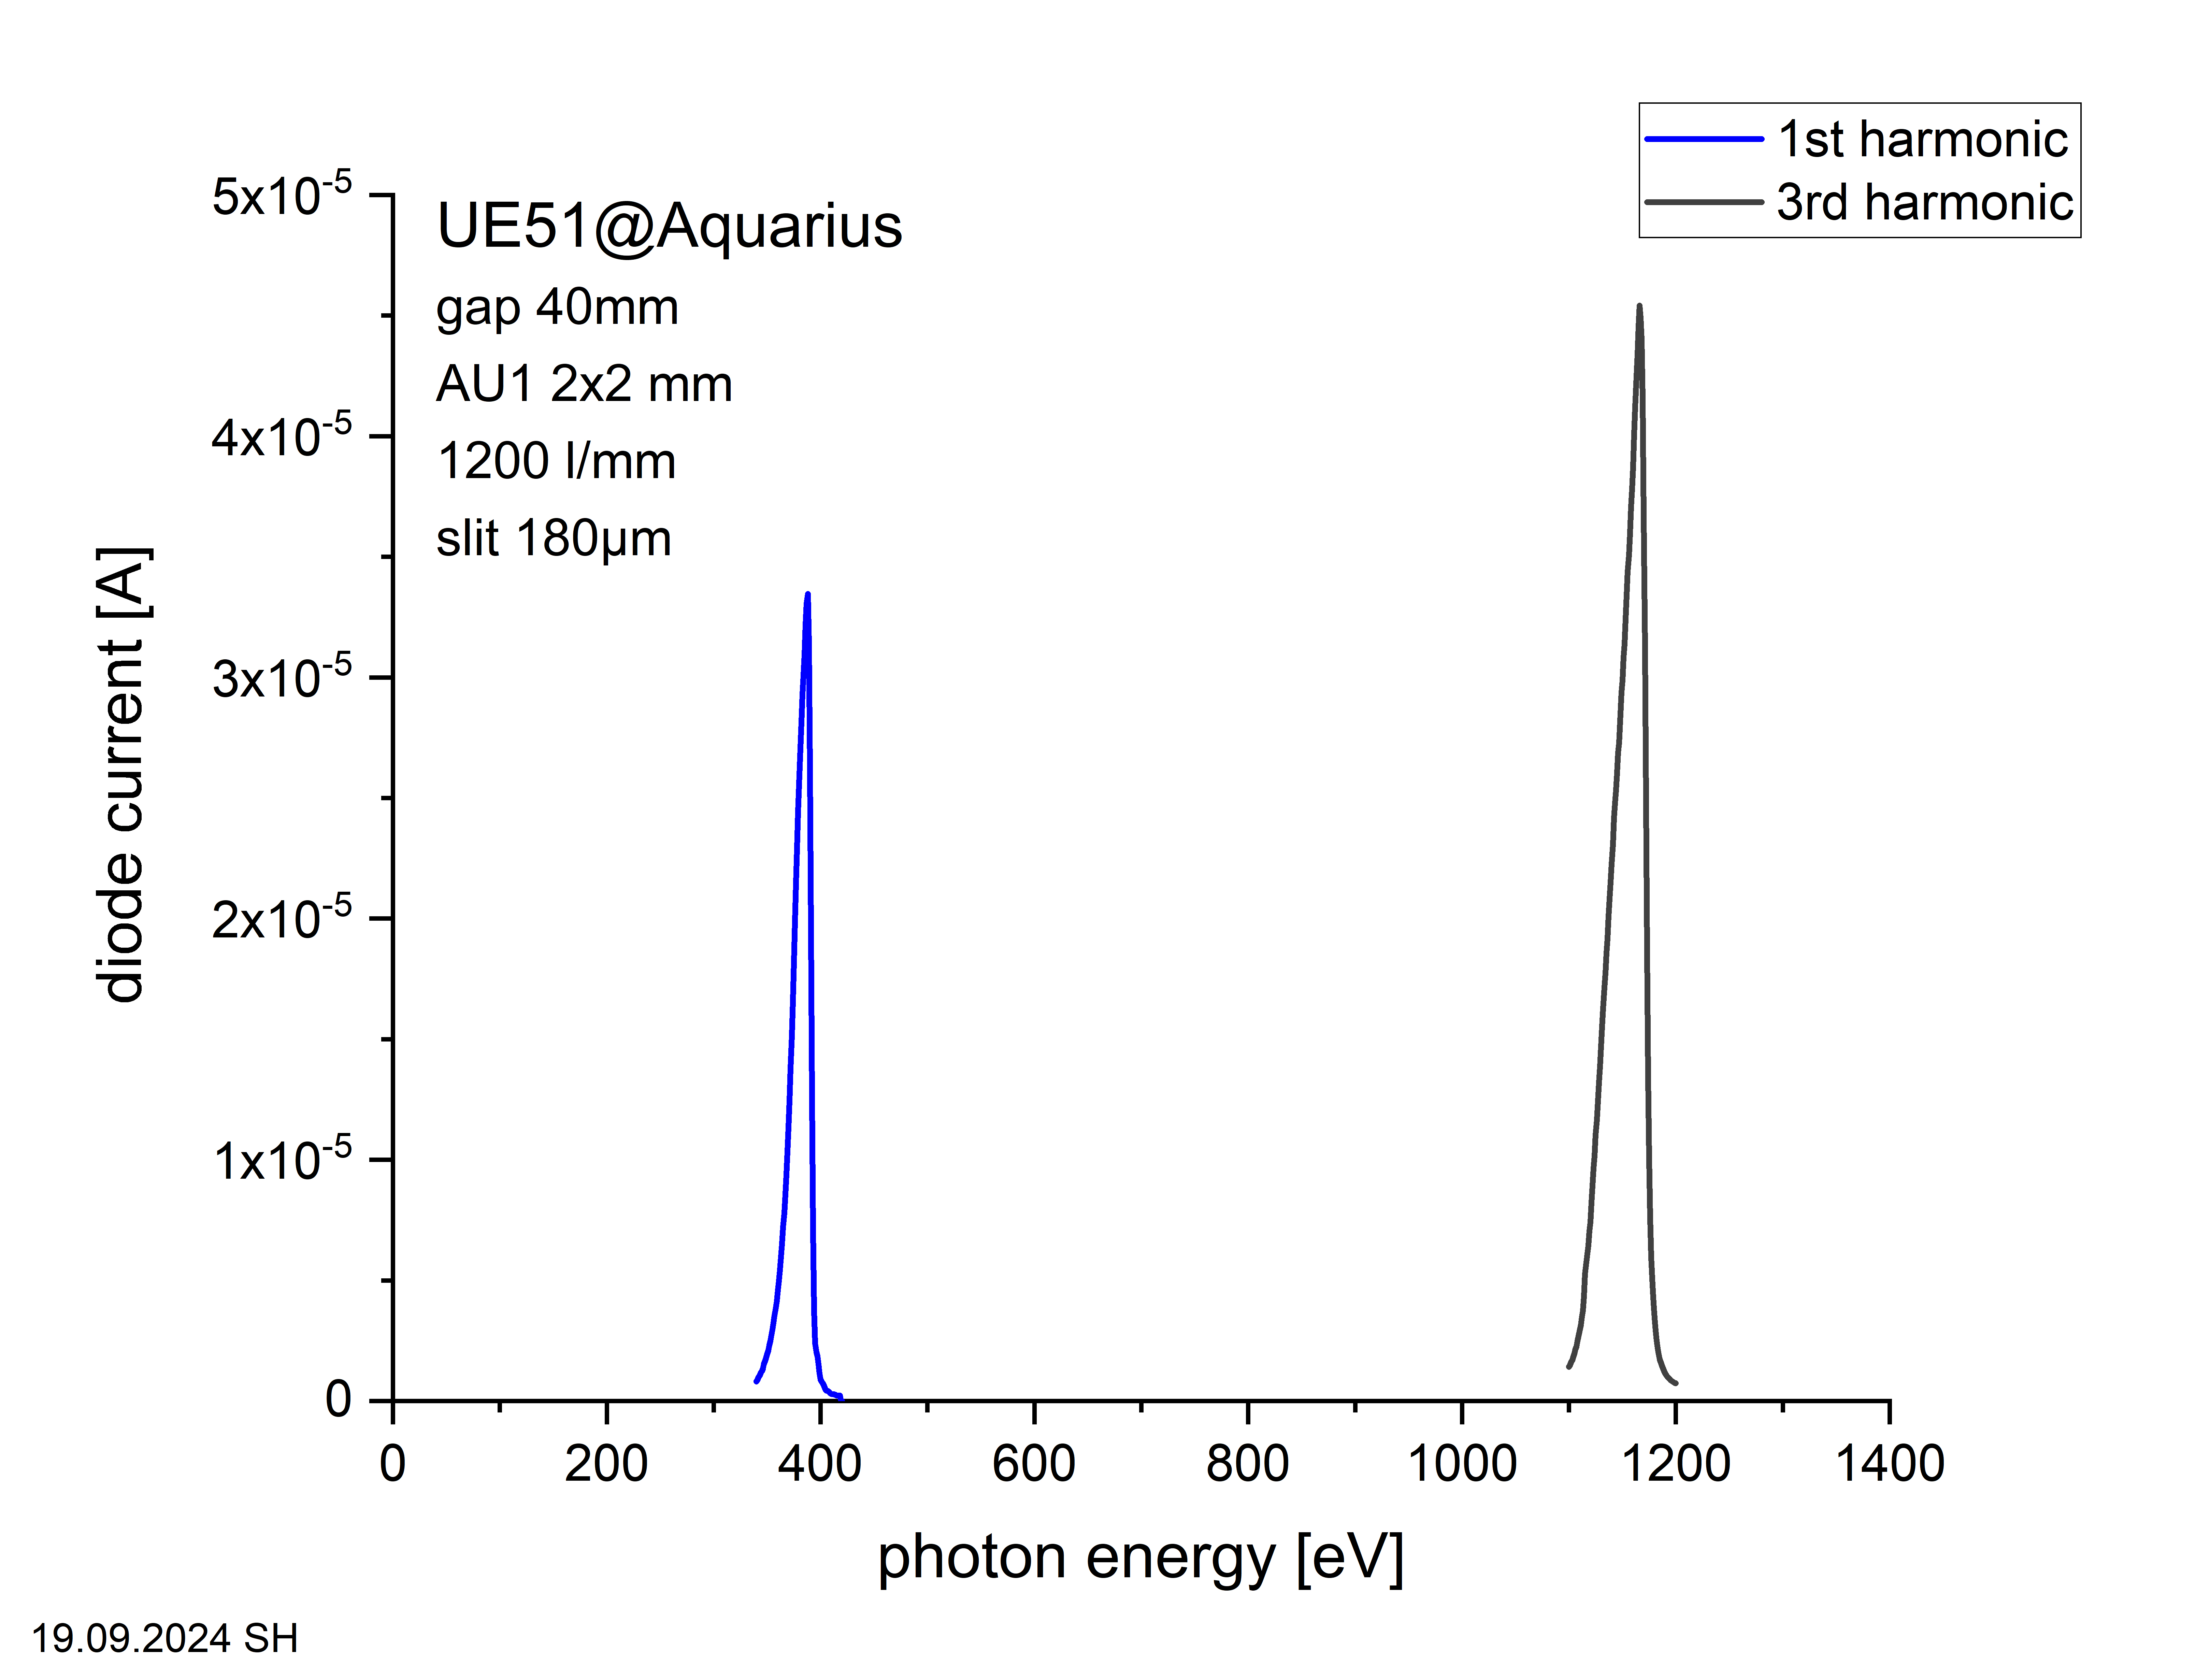 1st harmonic
3rd harmonic
UE51@Aquarius
gap 40mm
AU1 2x2 mm
1200 l/mm
slit 180µm
diode current [A]
5x10⁻⁵
4x10⁻⁵
3x10⁻⁵
2x10⁻⁵
1x10⁻⁵
0
0 200 400 600 800 1000 1200 1400
photon energy [eV]
19.09.2024 SH